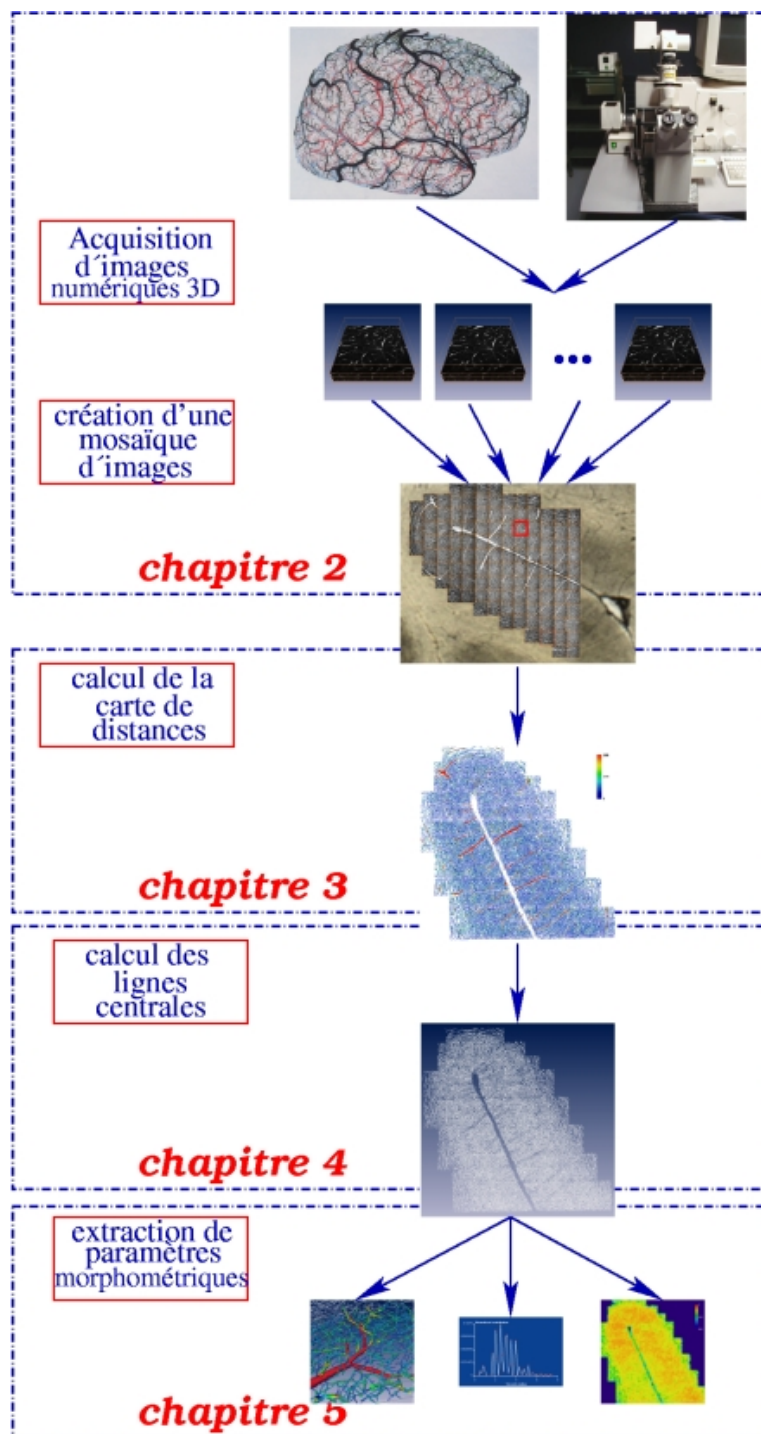 Acquisition
d´images
numériques 3D
création d'une
mosaïque
d´images
chapitre 2
calcul de la
carte de
distances
chapitre 3
calcul des
lignes
centrales
chapitre 4
extraction de
paramètres
morphométriques
chapitre 5